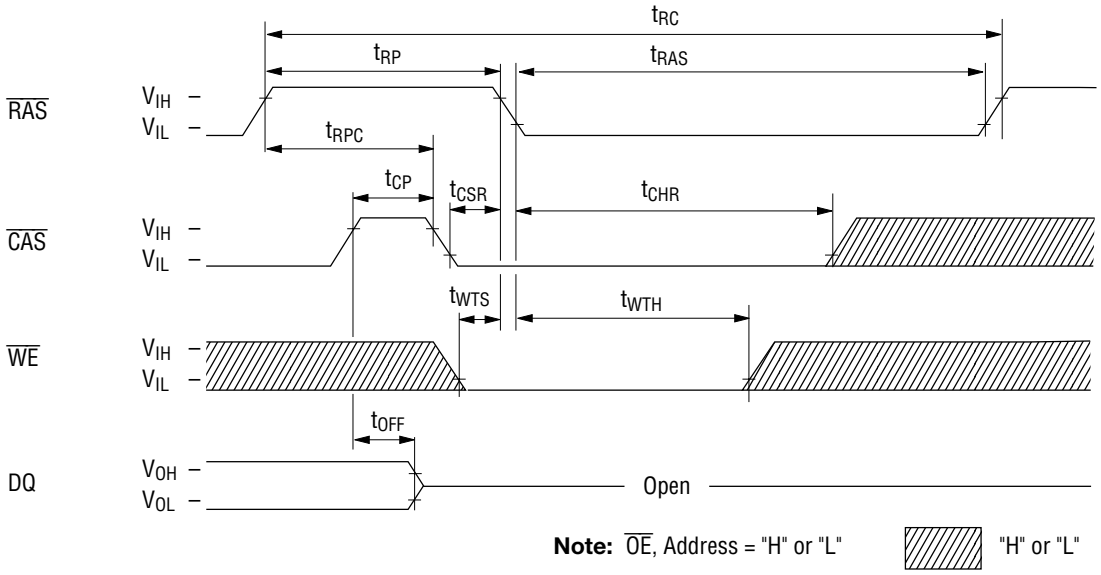 tRC
tRP
tRAS
RAS
VIH
VIL
tRPC
tCP
tCSR
tCHR
CAS
VIH
VIL
tWTS
tWTH
WE
VIH
VIL
tOFF
DQ
VOH
VOL
Open
Note: OE, Address = "H" or "L"
"H" or "L"